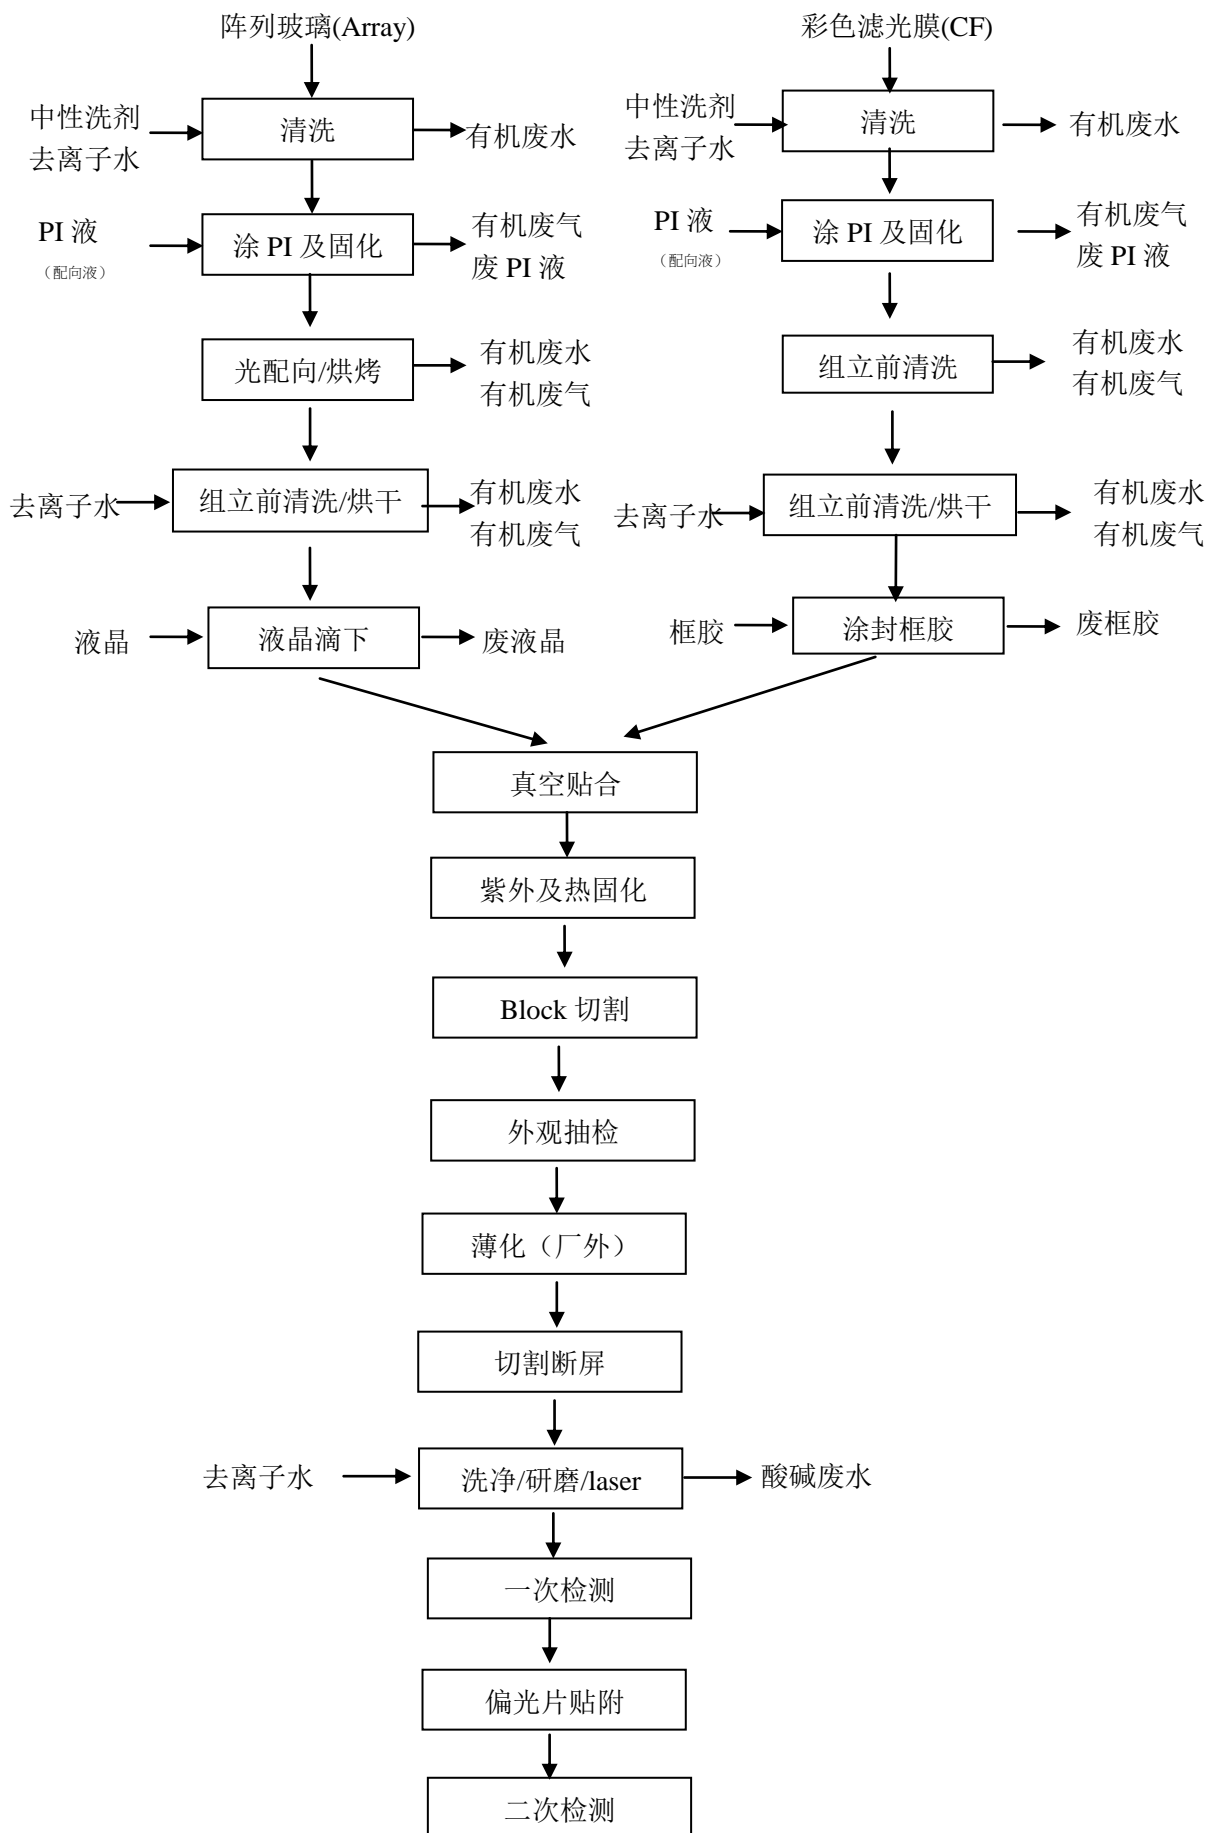 阵列玻璃(Array)
彩色滤光膜(CF)
中性洗剂
去离子水
清洗
有机废水
中性洗剂
去离子水
清洗
有机废水
PI 液
（配向液）
涂 PI 及固化
有机废气
废 PI 液
PI 液
（配向液）
涂 PI 及固化
有机废气
废 PI 液
光配向/烘烤
有机废水
有机废气
组立前清洗
有机废水
有机废气
去离子水
组立前清洗/烘干
有机废水
有机废气
去离子水
组立前清洗/烘干
有机废水
有机废气
液晶
液晶滴下
废液晶
框胶
涂封框胶
废框胶
真空贴合
紫外及热固化
Block 切割
外观抽检
薄化（厂外）
切割断屏
去离子水
洗净/研磨/laser
酸碱废水
一次检测
偏光片贴附
二次检测